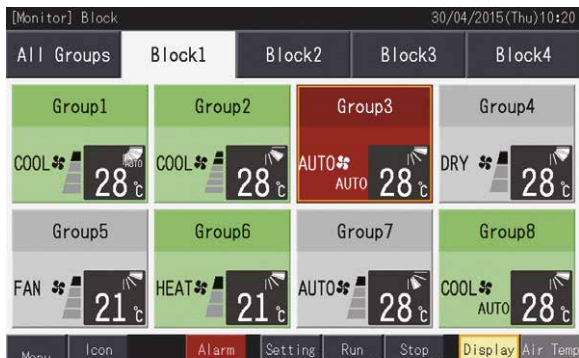 [Monitor] Block 30/04/2015(Thu)10:20
All Groups Block1 Block2 Block3 Block4
Group1 Group2 Group3 Group4
COOL AUTO 28℃ COOL 28℃ AUTO AUTO 28℃ DRY 28℃
Group5 Group6 Group7 Group8
FAN 21℃ HEAT 21℃ AUTO 28℃ COOL AUTO 28℃
Menu Icon Alarm Setting Run Stop Display Air Temp